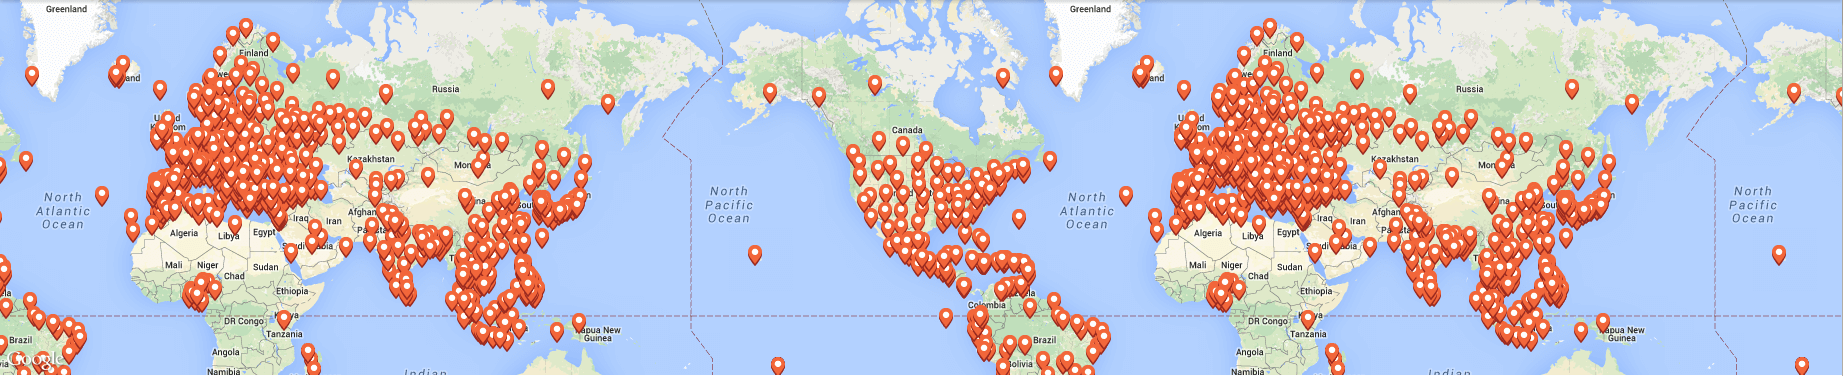 Greenland
Greenland
Finland
Finland
Russia
Russia
Canada
Kazakhstan
Kazakhstan
North
Atlantic
Ocean
North
Pacific
Ocean
North
Atlantic
Ocean
North
Pacific
Ocean
Iraq
Iran
Iraq
Iran
Algeria
Libya
Egypt
Algeria
Libya
Egypt
Mali
Niger
Chad
Sudan
Mali
Niger
Chad
Sudan
Ethiopia
Ethiopia
Colombia
DR Congo
DR Congo
Tanzania
Tanzania
Papua New
Guinea
Papua New
Guinea
Brazil
Brazil
Google
Angola
Angola
Bolivia
Namibia
Namibia
Indian
Indian